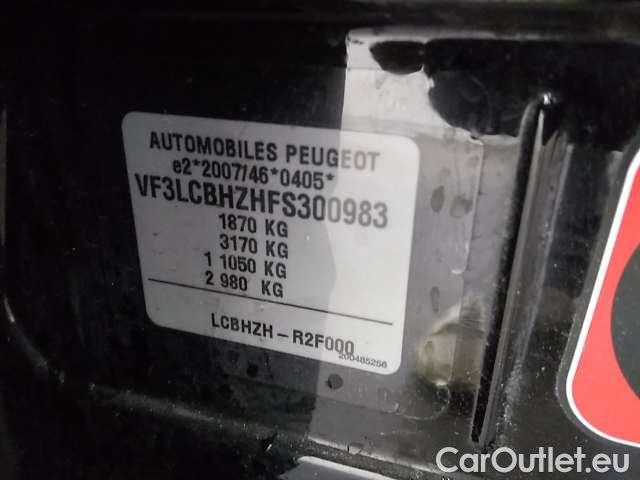 AUTOMOBILES PEUGEOT
e2*2007/46*0405*
VF3LCBHZHFS300983
1870 KG
3170 KG
1 1050 KG
2 980 KG
LCBHZH-R2F000
200485256
CarOutlet.eu